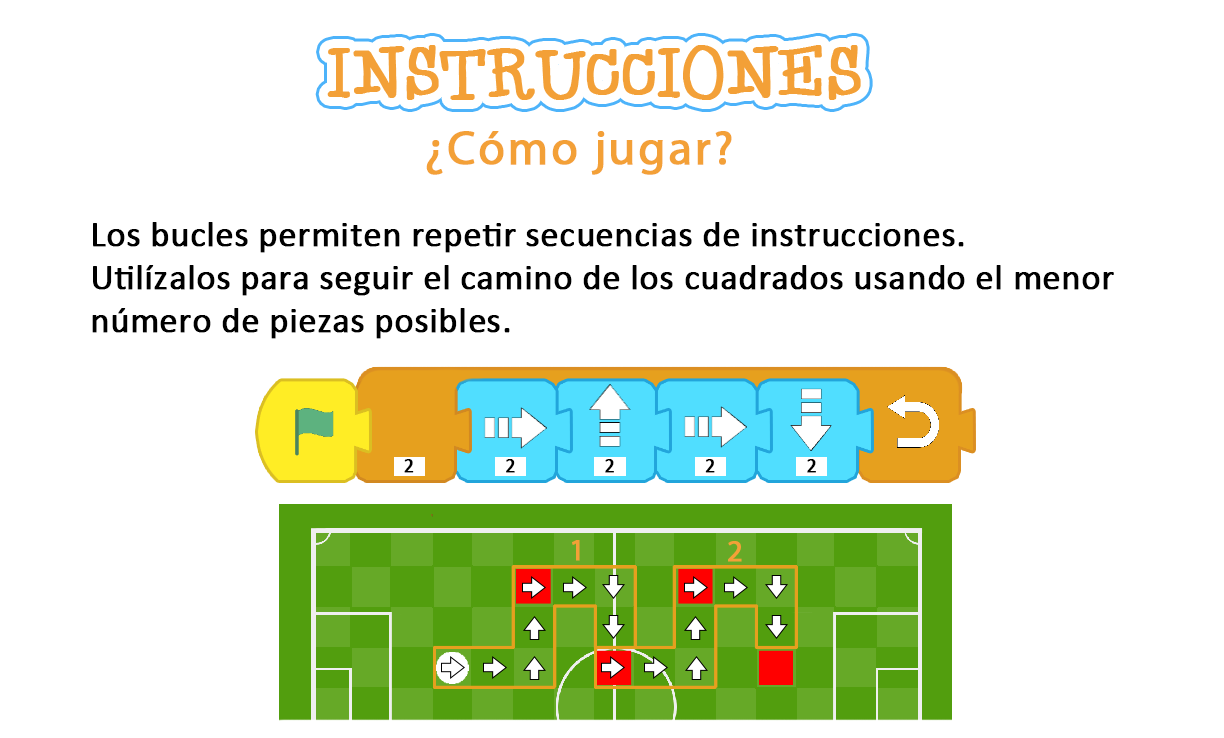 INSTRUCCIONES
¿Cómo jugar?
Los bucles permiten repetir secuencias de instrucciones.
Utilízalos para seguir el camino de los cuadrados usando el menor
número de piezas posibles.
2 2 2 2 2
1 2